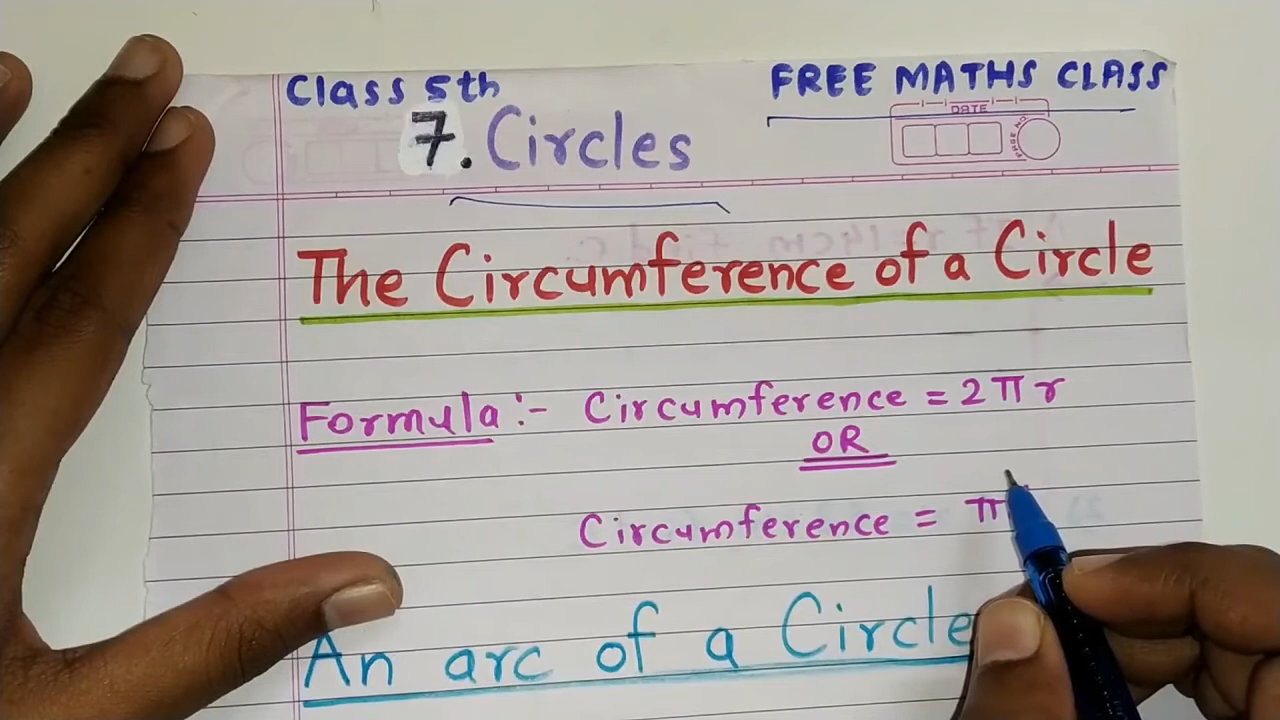 Class 5th
FREE MATHS CLASS
DATE
PAGE NO.
7. Circles
The Circumference of a Circle
Formula :- Circumference = 2πr
OR
Circumference = π
An arc of a Circle